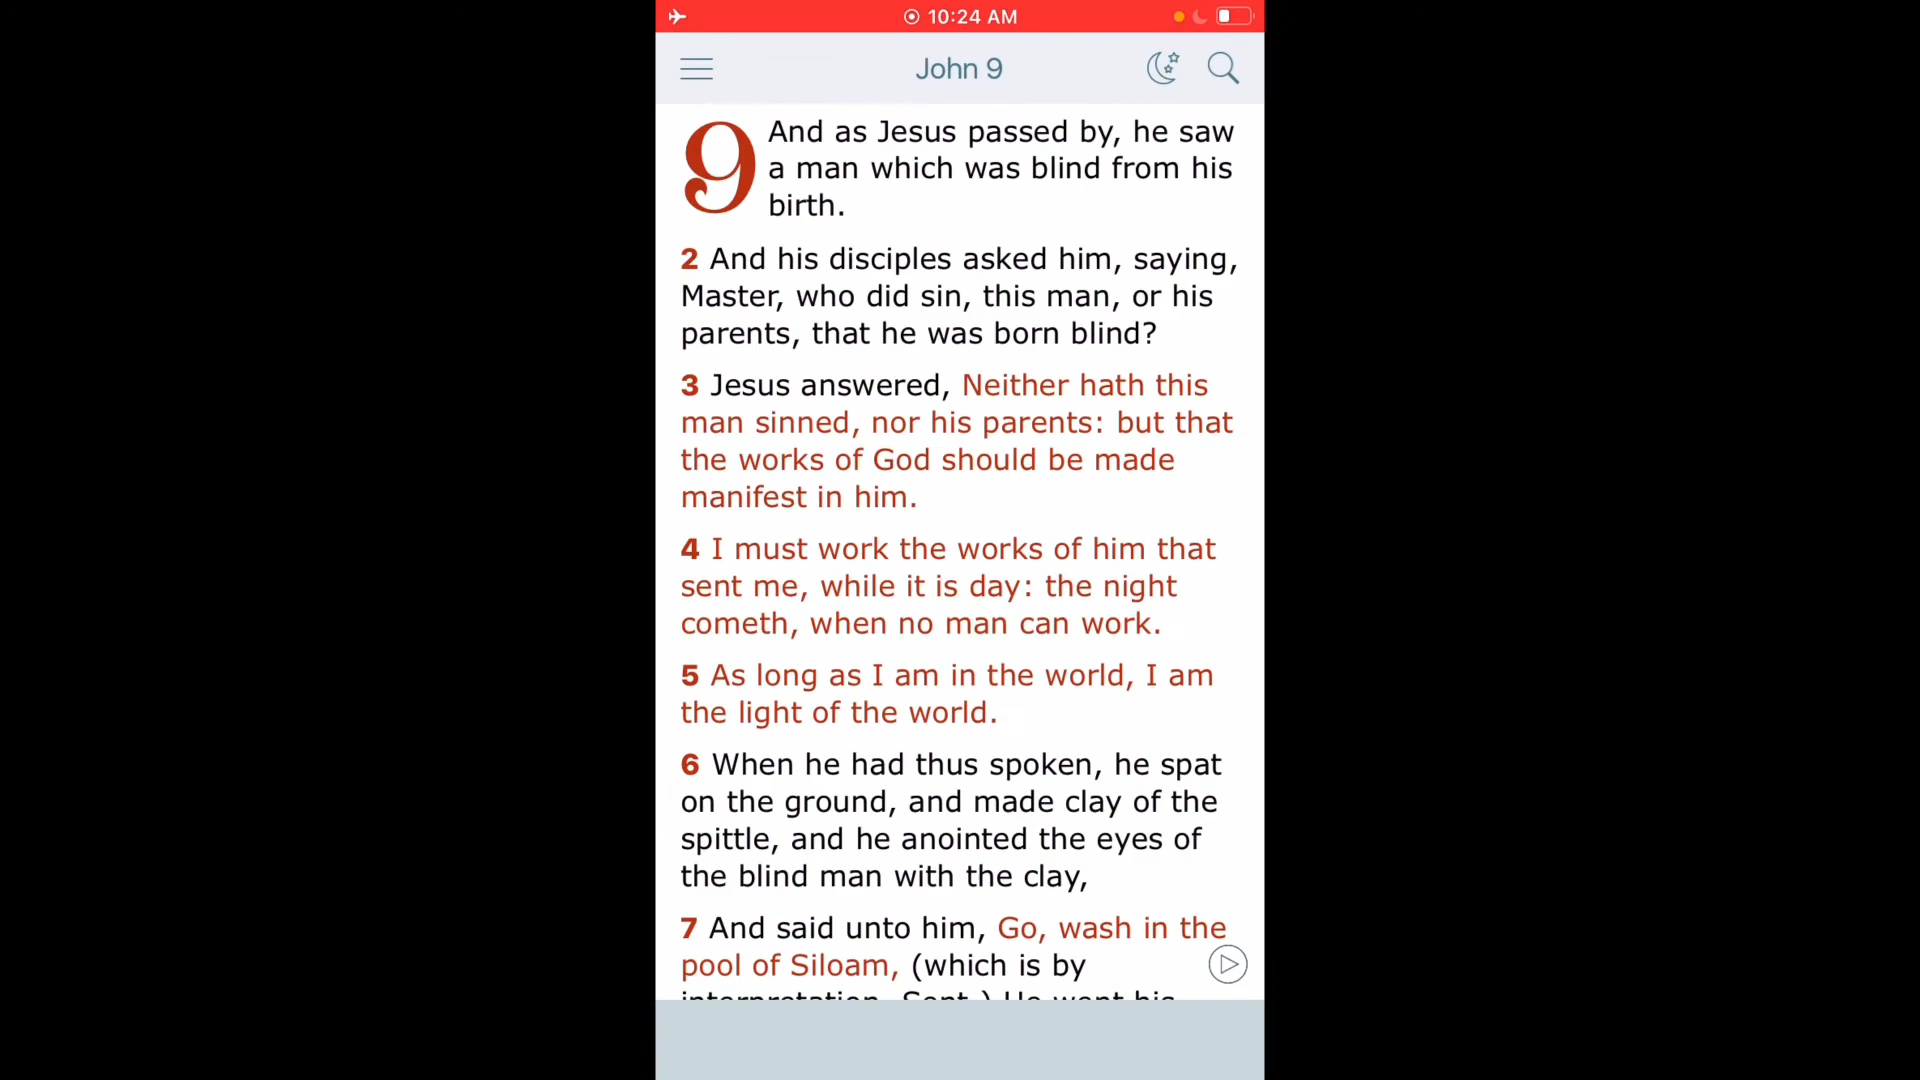 10:24 AM
John 9
9 And as Jesus passed by, he saw
a man which was blind from his
birth.
2 And his disciples asked him, saying,
Master, who did sin, this man, or his
parents, that he was born blind?
3 Jesus answered, Neither hath this
man sinned, nor his parents: but that
the works of God should be made
manifest in him.
4 I must work the works of him that
sent me, while it is day: the night
cometh, when no man can work.
5 As long as I am in the world, I am
the light of the world.
6 When he had thus spoken, he spat
on the ground, and made clay of the
spittle, and he anointed the eyes of
the blind man with the clay,
7 And said unto him, Go, wash in the
pool of Siloam, (which is by
interpretation, Sent.) He went his